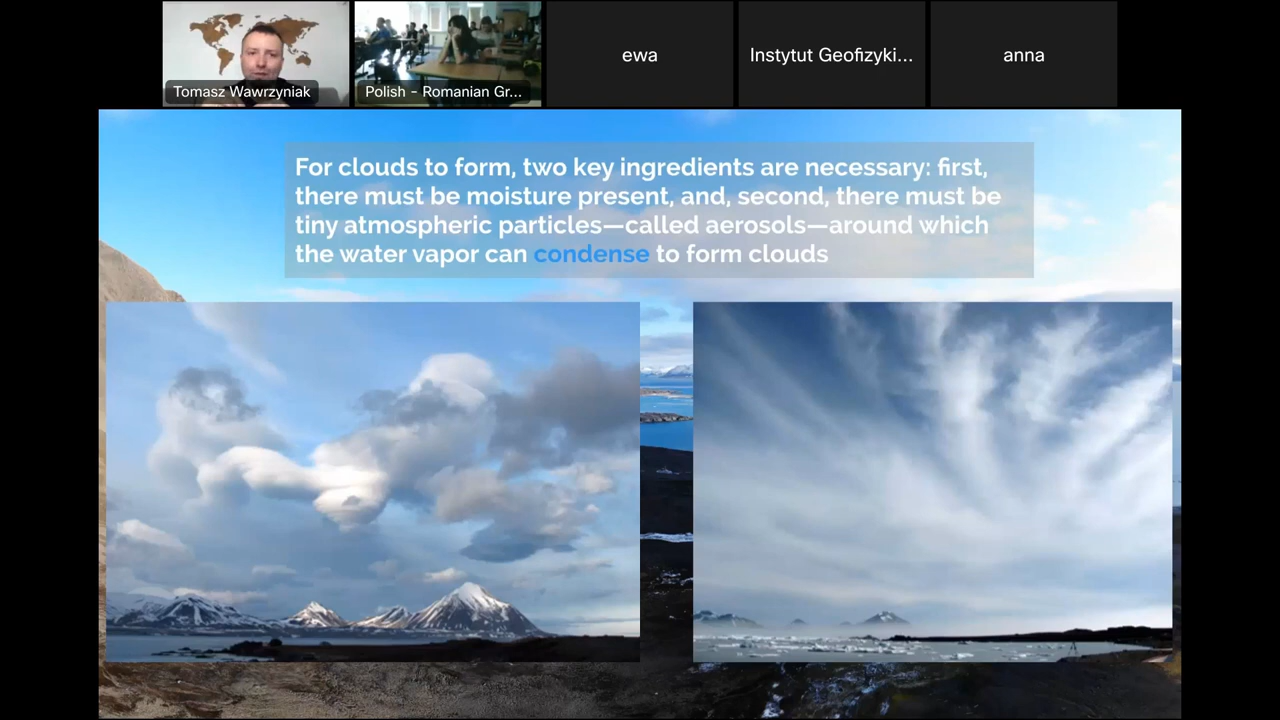 Tomasz Wawrzyniak
Polish - Romanian Gr...
ewa
Instytut Geofizyki...
anna
For clouds to form, two key ingredients are necessary: first,
there must be moisture present, and, second, there must be
tiny atmospheric particles—called aerosols—around which
the water vapor can condense to form clouds